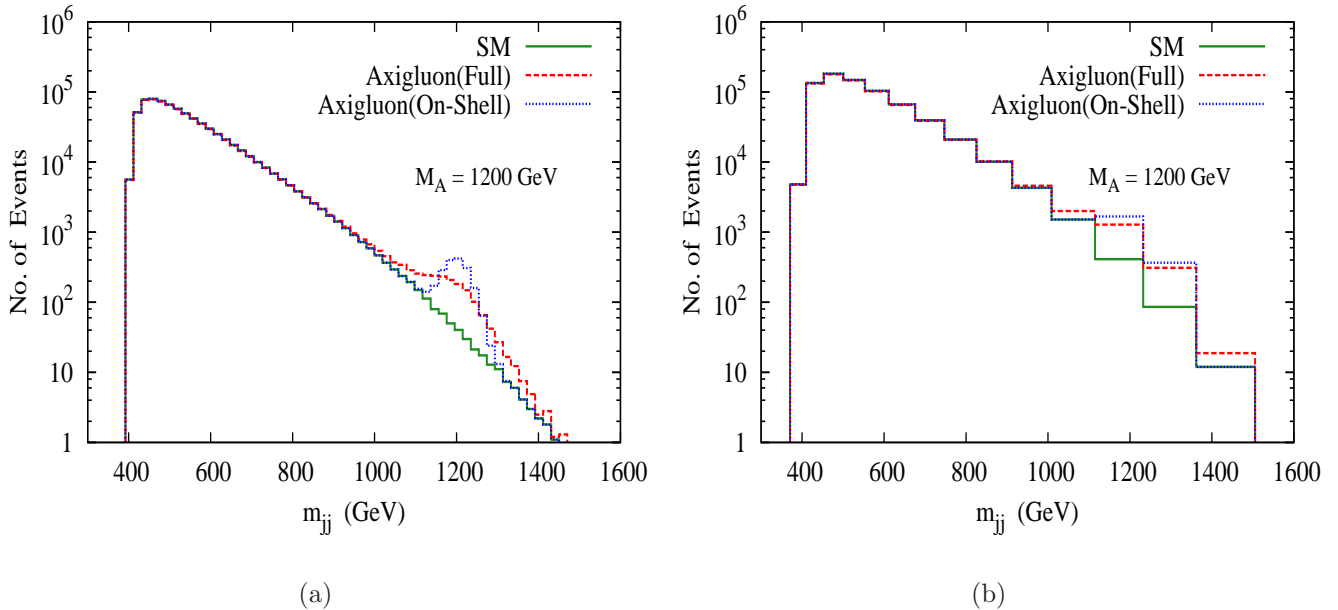 10^6
10^5
10^4
10^3
10^2
10
1
No. of Events
SM
Axigluon(Full)
Axigluon(On-Shell)
M_A = 1200 GeV
400 600 800 1000 1200 1400 1600
m_jj (GeV)
(a)
10^6
10^5
10^4
10^3
10^2
10
1
No. of Events
SM
Axigluon(Full)
Axigluon(On-Shell)
M_A = 1200 GeV
400 600 800 1000 1200 1400 1600
m_jj (GeV)
(b)